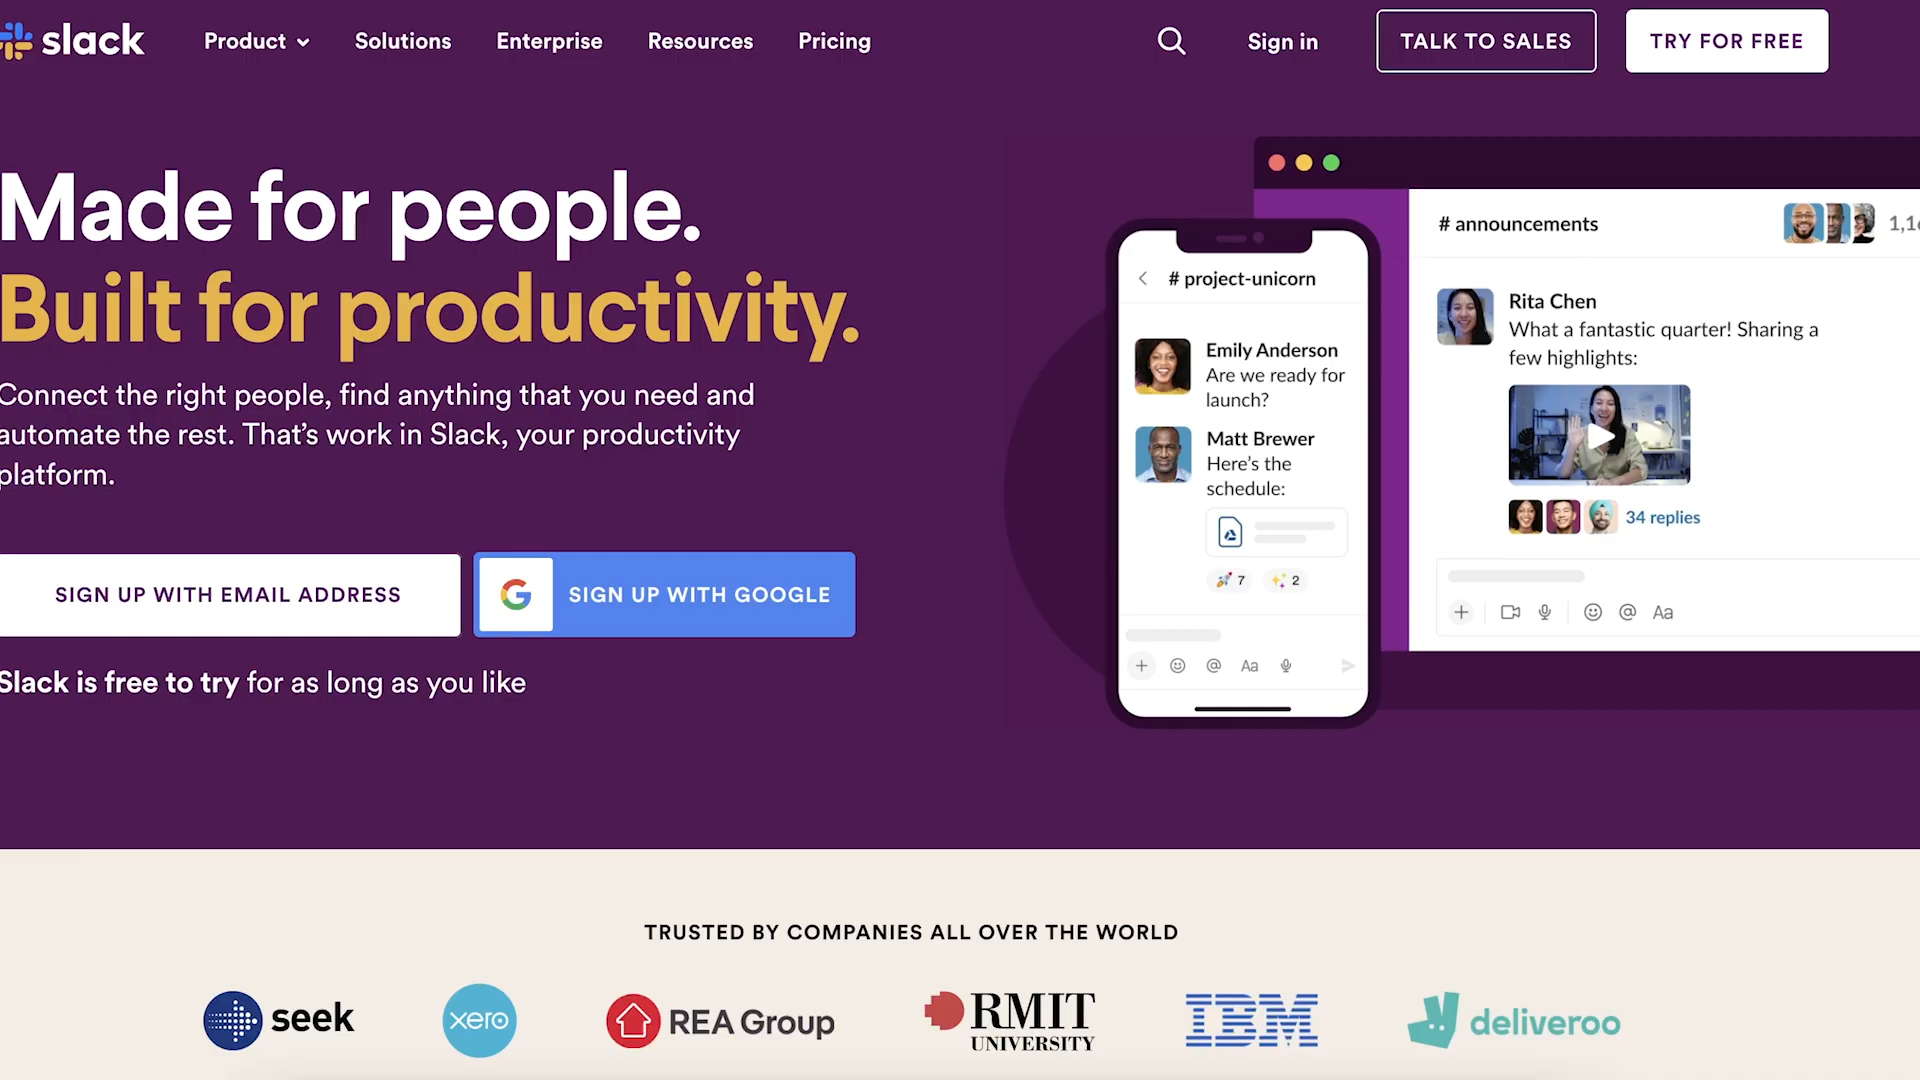 slack
Product
Solutions
Enterprise
Resources
Pricing
Sign in
TALK TO SALES
TRY FOR FREE
Made for people.
Built for productivity.
Connect the right people, find anything that you need and
automate the rest. That's work in Slack, your productivity
platform.
SIGN UP WITH EMAIL ADDRESS
SIGN UP WITH GOOGLE
Slack is free to try for as long as you like
# project-unicorn
Emily Anderson
Are we ready for
launch?
Matt Brewer
Here's the
schedule:
7
2
@
Aa
# announcements
Rita Chen
What a fantastic quarter! Sharing a
few highlights:
34 replies
@
Aa
TRUSTED BY COMPANIES ALL OVER THE WORLD
seek
xero
REA Group
RMIT
UNIVERSITY
IBM
deliveroo